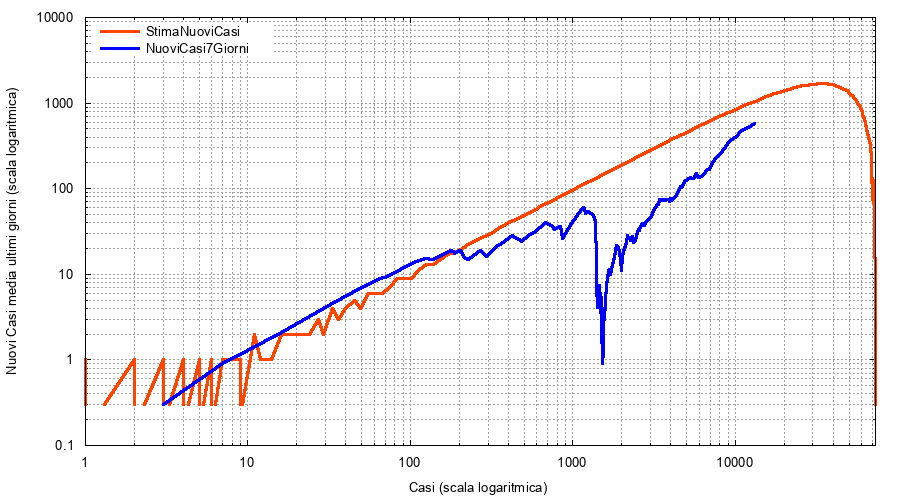 10000
1000
100
10
1
0.1
StimaNuoviCasi
NuoviCasi7Giorni
Nuovi Casi media ultimi giorni (scala logaritmica)
1 10 100 1000 10000
Casi (scala logaritmica)